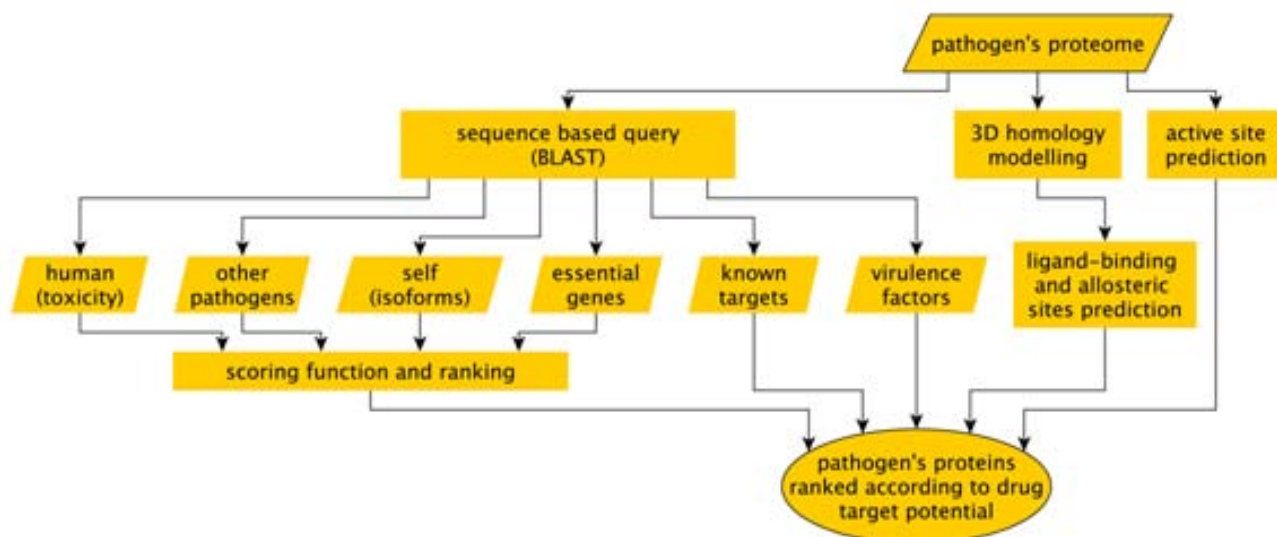 pathogen's proteome
sequence based query
(BLAST)
3D homology
modelling
active site
prediction
human
(toxicity)
other
pathogens
self
(isoforms)
essential
genes
known
targets
virulence
factors
ligand-binding
and allosteric
sites prediction
scoring function and ranking
pathogen's proteins
ranked according to drug
target potential